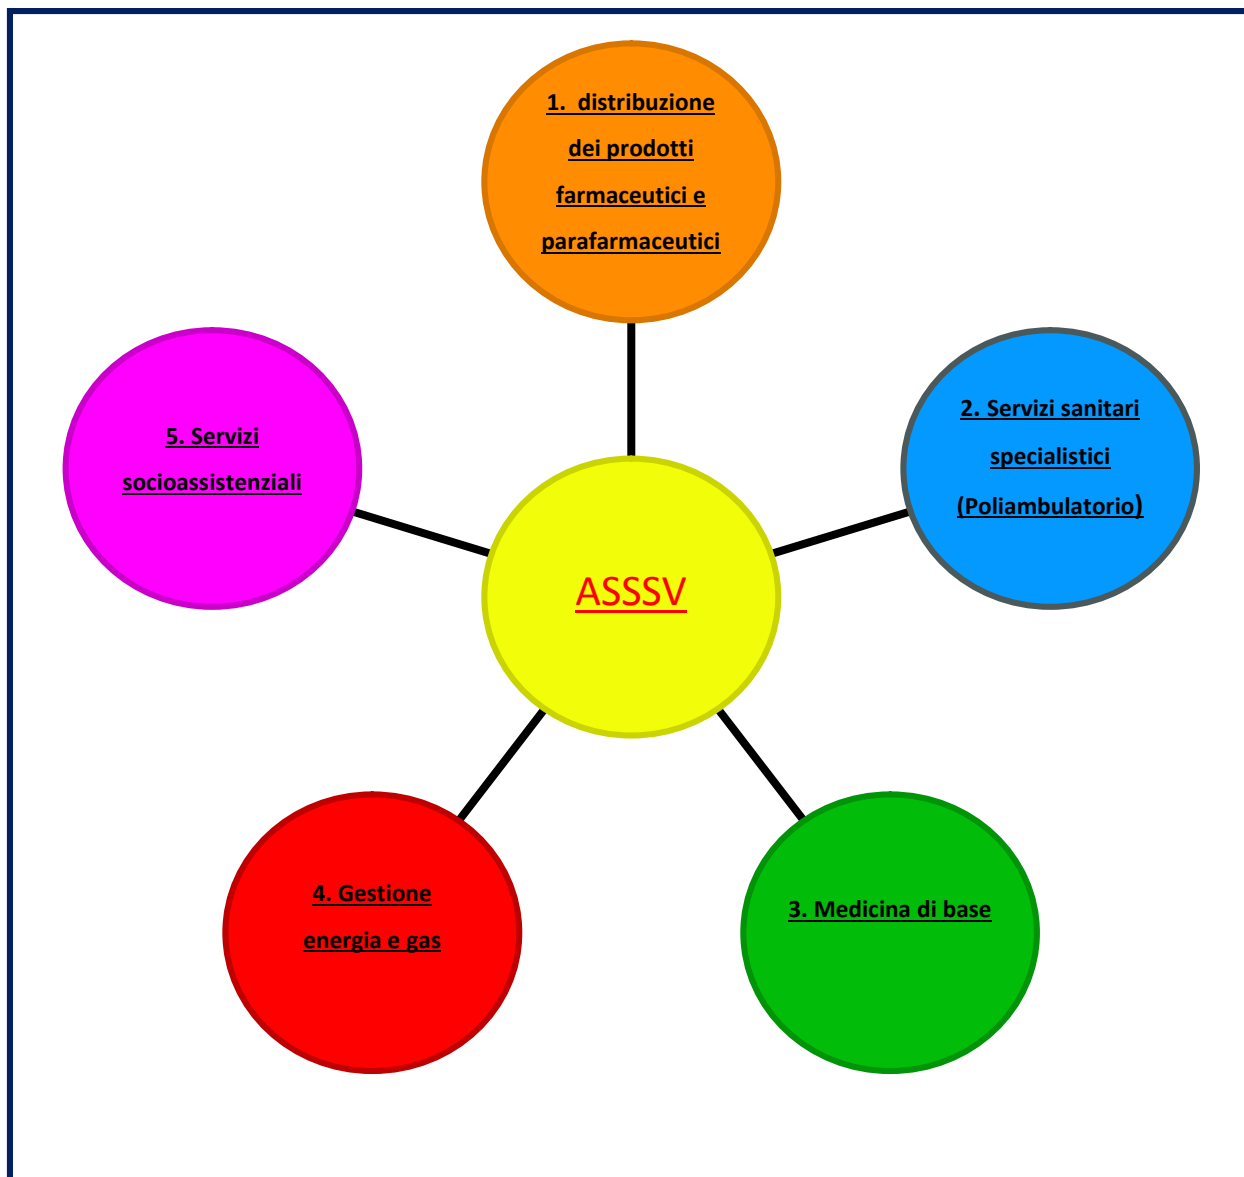 1. distribuzione
dei prodotti
farmaceutici e
parafarmaceutici
2. Servizi sanitari
specialistici
(Poliambulatorio)
5. Servizi
socioassistenziali
ASSSV
3. Medicina di base
4. Gestione
energia e gas